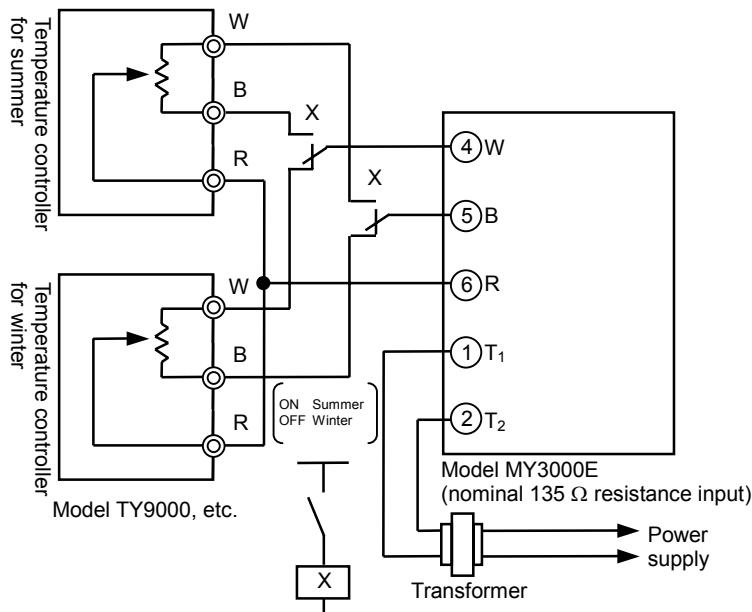 Temperature controller
for summer
W
B
R
X
X
4 W
5 B
6 R
1 T1
2 T2
Temperature controller
for winter
W
B
R
ON Summer
OFF Winter
Model TY9000, etc.
X
Model MY3000E
(nominal 135 Ω resistance input)
Power
supply
Transformer